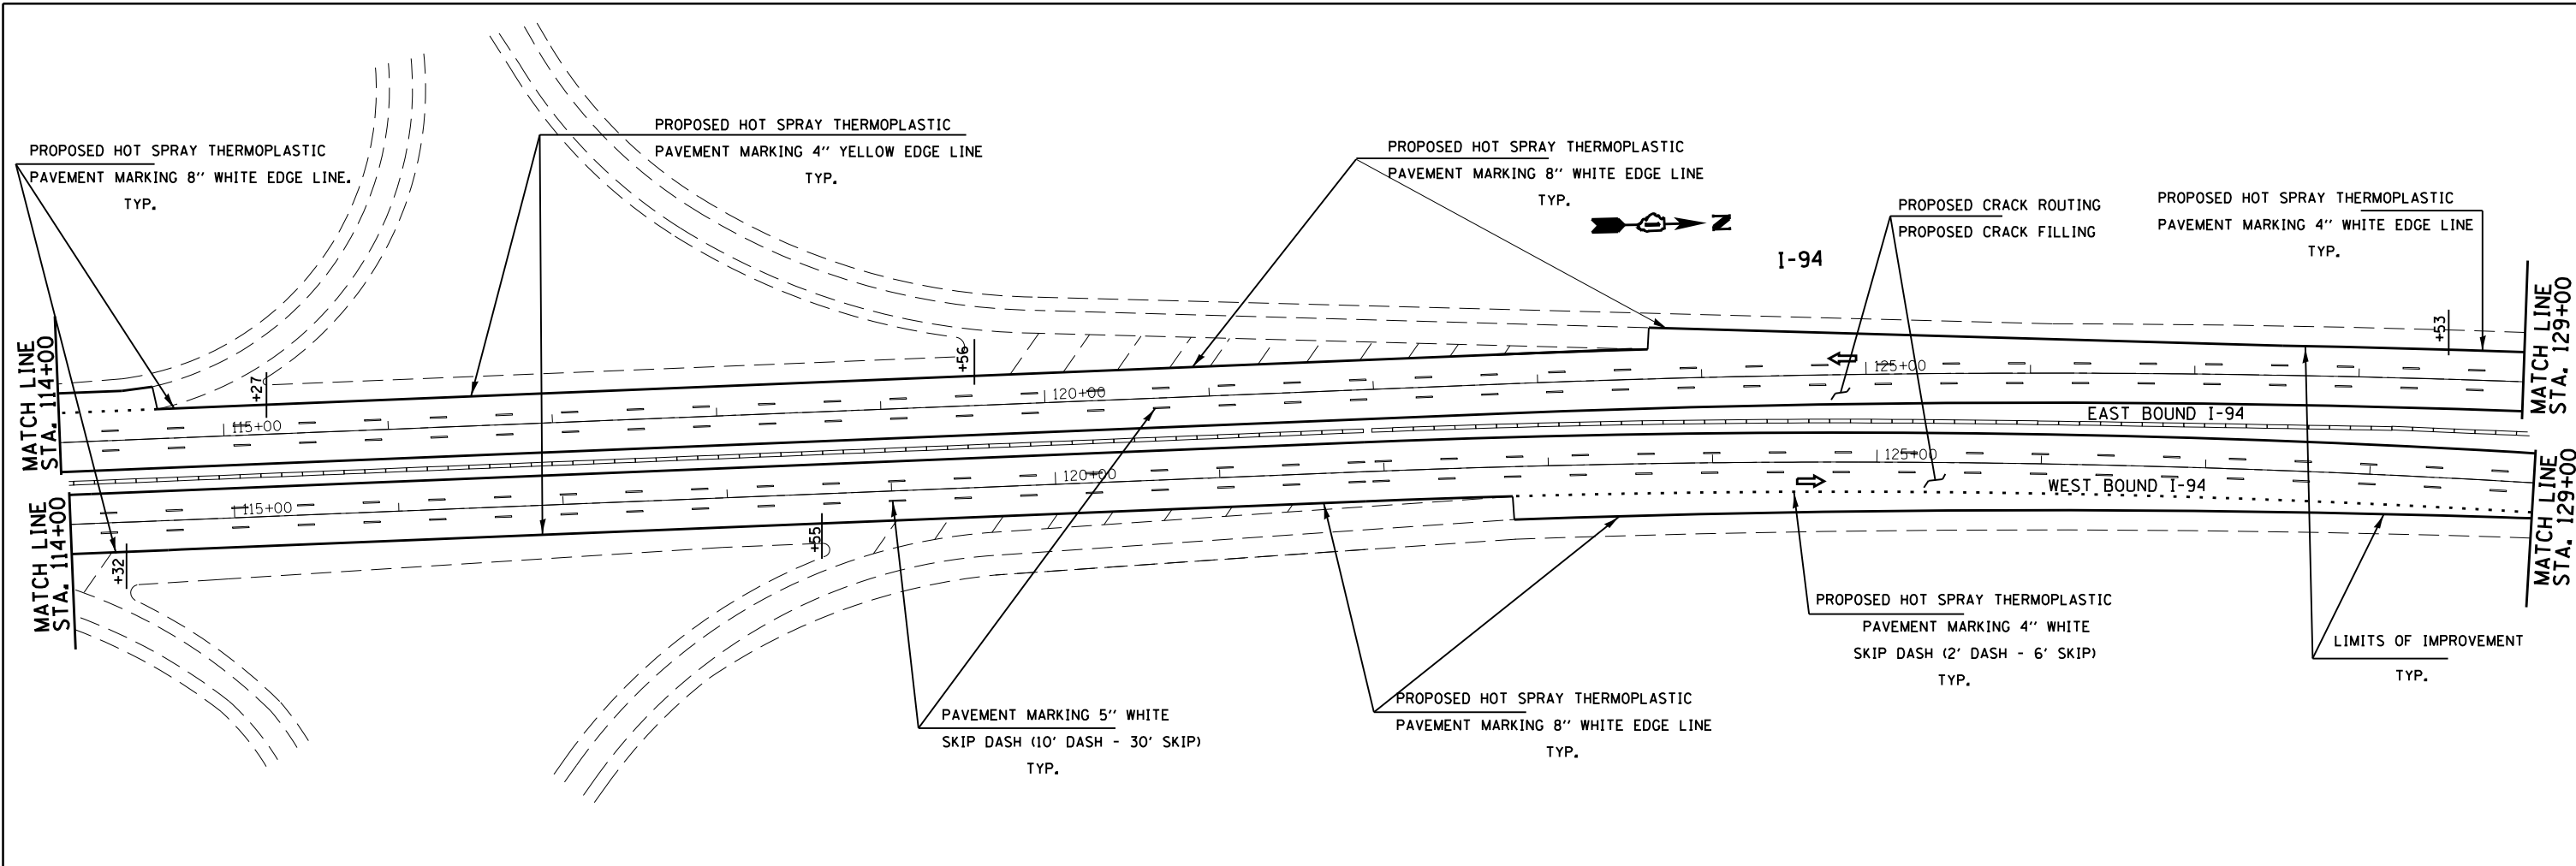 PROPOSED HOT SPRAY THERMOPLASTIC
PAVEMENT MARKING 8'' WHITE EDGE LINE.
TYP.
PROPOSED HOT SPRAY THERMOPLASTIC
PAVEMENT MARKING 4'' YELLOW EDGE LINE
TYP.
PROPOSED HOT SPRAY THERMOPLASTIC
PAVEMENT MARKING 8'' WHITE EDGE LINE
TYP.
N
I-94
PROPOSED CRACK ROUTING
PROPOSED CRACK FILLING
PROPOSED HOT SPRAY THERMOPLASTIC
PAVEMENT MARKING 4'' WHITE EDGE LINE
TYP.
MATCH LINE
STA. 114+00
+27
+56
+53
115+00
120+00
125+00
EAST BOUND I-94
MATCH LINE
STA. 129+00
MATCH LINE
STA. 114+00
+32
+55
115+00
120+00
125+00
WEST BOUND I-94
MATCH LINE
STA. 129+00
PAVEMENT MARKING 5'' WHITE
SKIP DASH (10' DASH - 30' SKIP)
TYP.
PROPOSED HOT SPRAY THERMOPLASTIC
PAVEMENT MARKING 8'' WHITE EDGE LINE
TYP.
PROPOSED HOT SPRAY THERMOPLASTIC
PAVEMENT MARKING 4'' WHITE
SKIP DASH (2' DASH - 6' SKIP)
TYP.
LIMITS OF IMPROVEMENT
TYP.